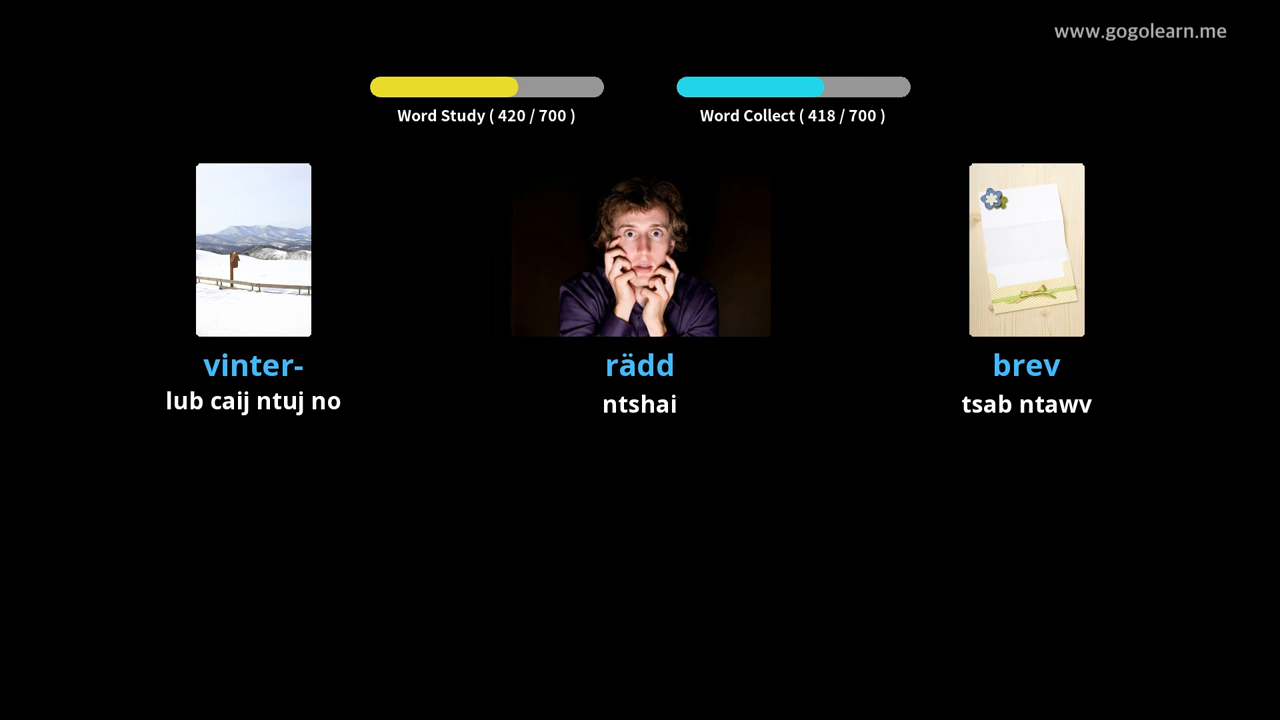 www.gogolearn.me
Word Study ( 420 / 700 )
Word Collect ( 418 / 700 )
vinter-
lub caij ntuj no
rädd
ntshai
brev
tsab ntawv